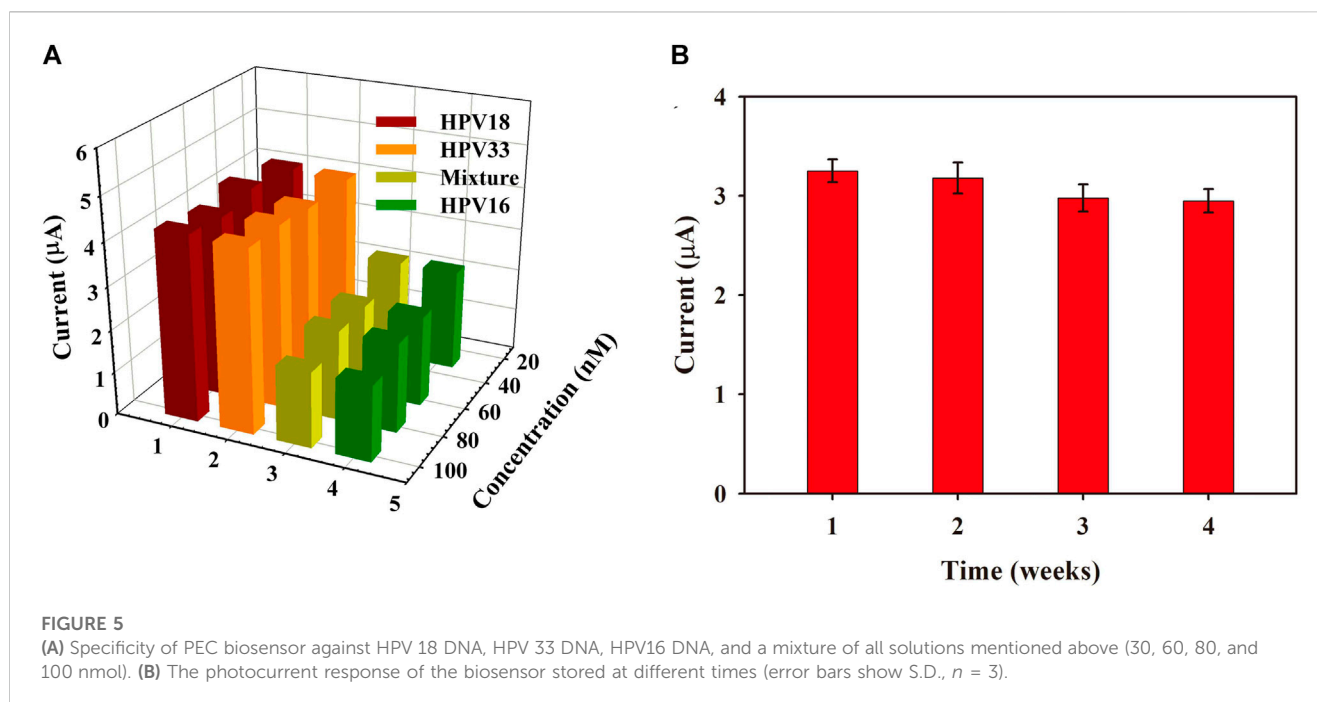 A
6
5
4
3
2
1
0
Current (µA)
HPV18
HPV33
Mixture
HPV16
1
2
3
4
5
20
40
60
80
100
Concentration (nM)
B
4
3
2
1
0
Current (µA)
1 2 3 4
Time (weeks)
FIGURE 5
(A) Specificity of PEC biosensor against HPV 18 DNA, HPV 33 DNA, HPV16 DNA, and a mixture of all solutions mentioned above (30, 60, 80, and
100 nmol). (B) The photocurrent response of the biosensor stored at different times (error bars show S.D., n = 3).